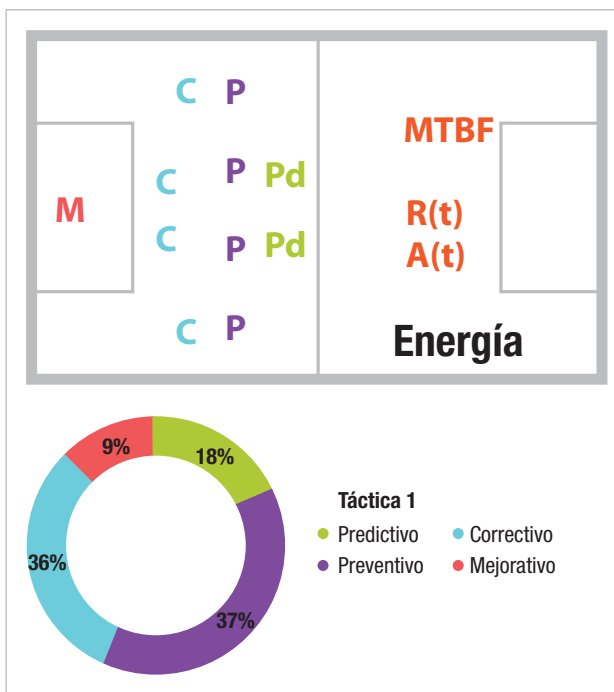 C P
MTBF
C P Pd
M
R(t)
C P Pd
A(t)
C P
Energía
9%
18%
36%
37%
Táctica 1
Predictivo
Correctivo
Preventivo
Mejorativo